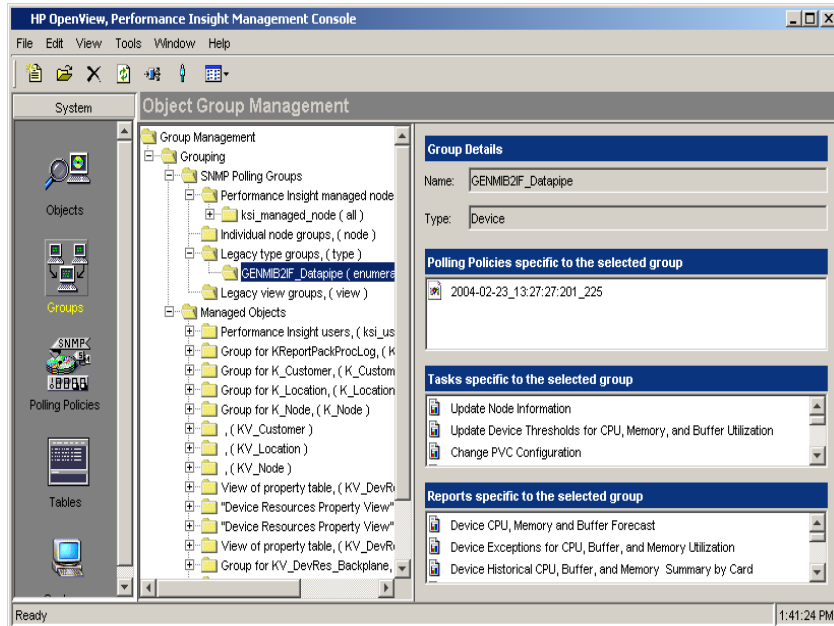 HP OpenView, Performance Insight Management Console
File Edit View Tools Window Help
System
Object Group Management
Objects
Groups
SNMP
Polling Policies
Tables
Group Management
Grouping
SNMP Polling Groups
Performance Insight managed node
ksi_managed_node ( all )
Individual node groups, ( node )
Legacy type groups, ( type )
GENMIB2IF_Datapipe ( enumera
Legacy view groups, ( view )
Managed Objects
Performance Insight users, ( ksi_us
Group for KReportPackProcLog, ( K
Group for K_Customer, ( K_Custom
Group for K_Location, ( K_Location
Group for K_Node, ( K_Node )
, ( KV_Customer )
, ( KV_Location )
, ( KV_Node )
View of property table, ( KV_DevR
"Device Resources Property View"
"Device Resources Property View"
View of property table, ( KV_DevR
Group for KV_DevRes_Backplane,
Group Details
Name: GENMIB2IF_Datapipe
Type: Device
Polling Policies specific to the selected group
2004-02-23_13:27:27:201_225
Tasks specific to the selected group
Update Node Information
Update Device Thresholds for CPU, Memory, and Buffer Utilization
Change PVC Configuration
Reports specific to the selected group
Device CPU, Memory and Buffer Forecast
Device Exceptions for CPU, Buffer, and Memory Utilization
Device Historical CPU, Buffer, and Memory Summary by Card
Ready
1:41:24 PM